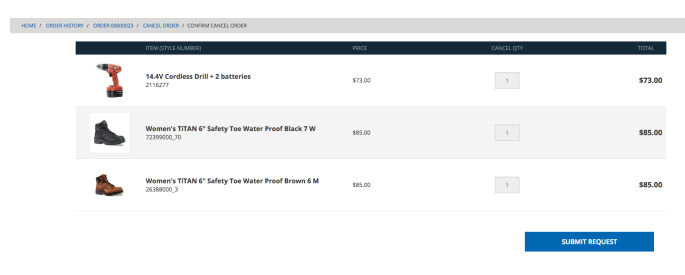 HOME / ORDER HISTORY / ORDER 00000023 / CANCEL ORDER / CONFIRM CANCEL ORDER
ITEM (STYLE NUMBER) PRICE CANCEL QTY TOTAL
14.4V Cordless Drill + 2 batteries
2116277
$73.00 1 $73.00
Women's TiTAN 6" Safety Toe Water Proof Black 7 W
72399000_70
$85.00 1 $85.00
Women's TiTAN 6" Safety Toe Water Proof Brown 6 M
26388000_3
$85.00 1 $85.00
SUBMIT REQUEST